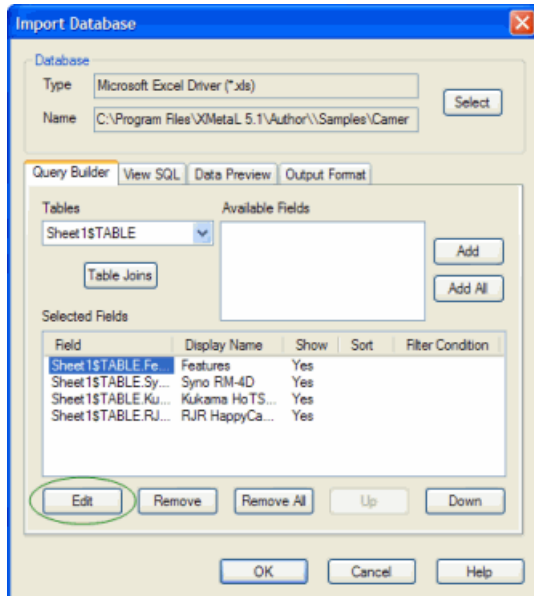 Import Database
Database
Type Microsoft Excel Driver (*.xls)
Select
Name C:\Program Files\XMetaL 5.1\Author\\Samples\Camer
Query Builder View SQL Data Preview Output Format
Tables Available Fields
Sheet1$TABLE
Add
Table Joins
Add All
Selected Fields
Field Display Name Show Sort Filter Condition
Sheet1$TABLE.Fe... Features Yes
Sheet1$TABLE.Sy... Syno RM-4D Yes
Sheet1$TABLE.Ku... Kukama HoTS... Yes
Sheet1$TABLE.RJ... RJR HappyCa... Yes
Edit Remove Remove All Up Down
OK Cancel Help